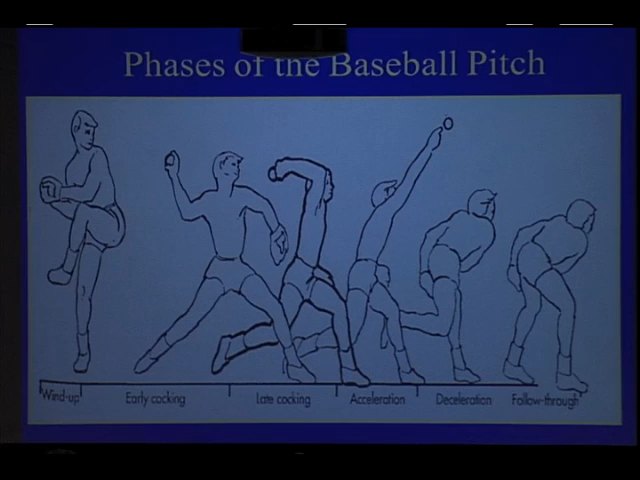 Phases of the Baseball Pitch
Wind-up Early cocking Late cocking Acceleration Deceleration Follow-through